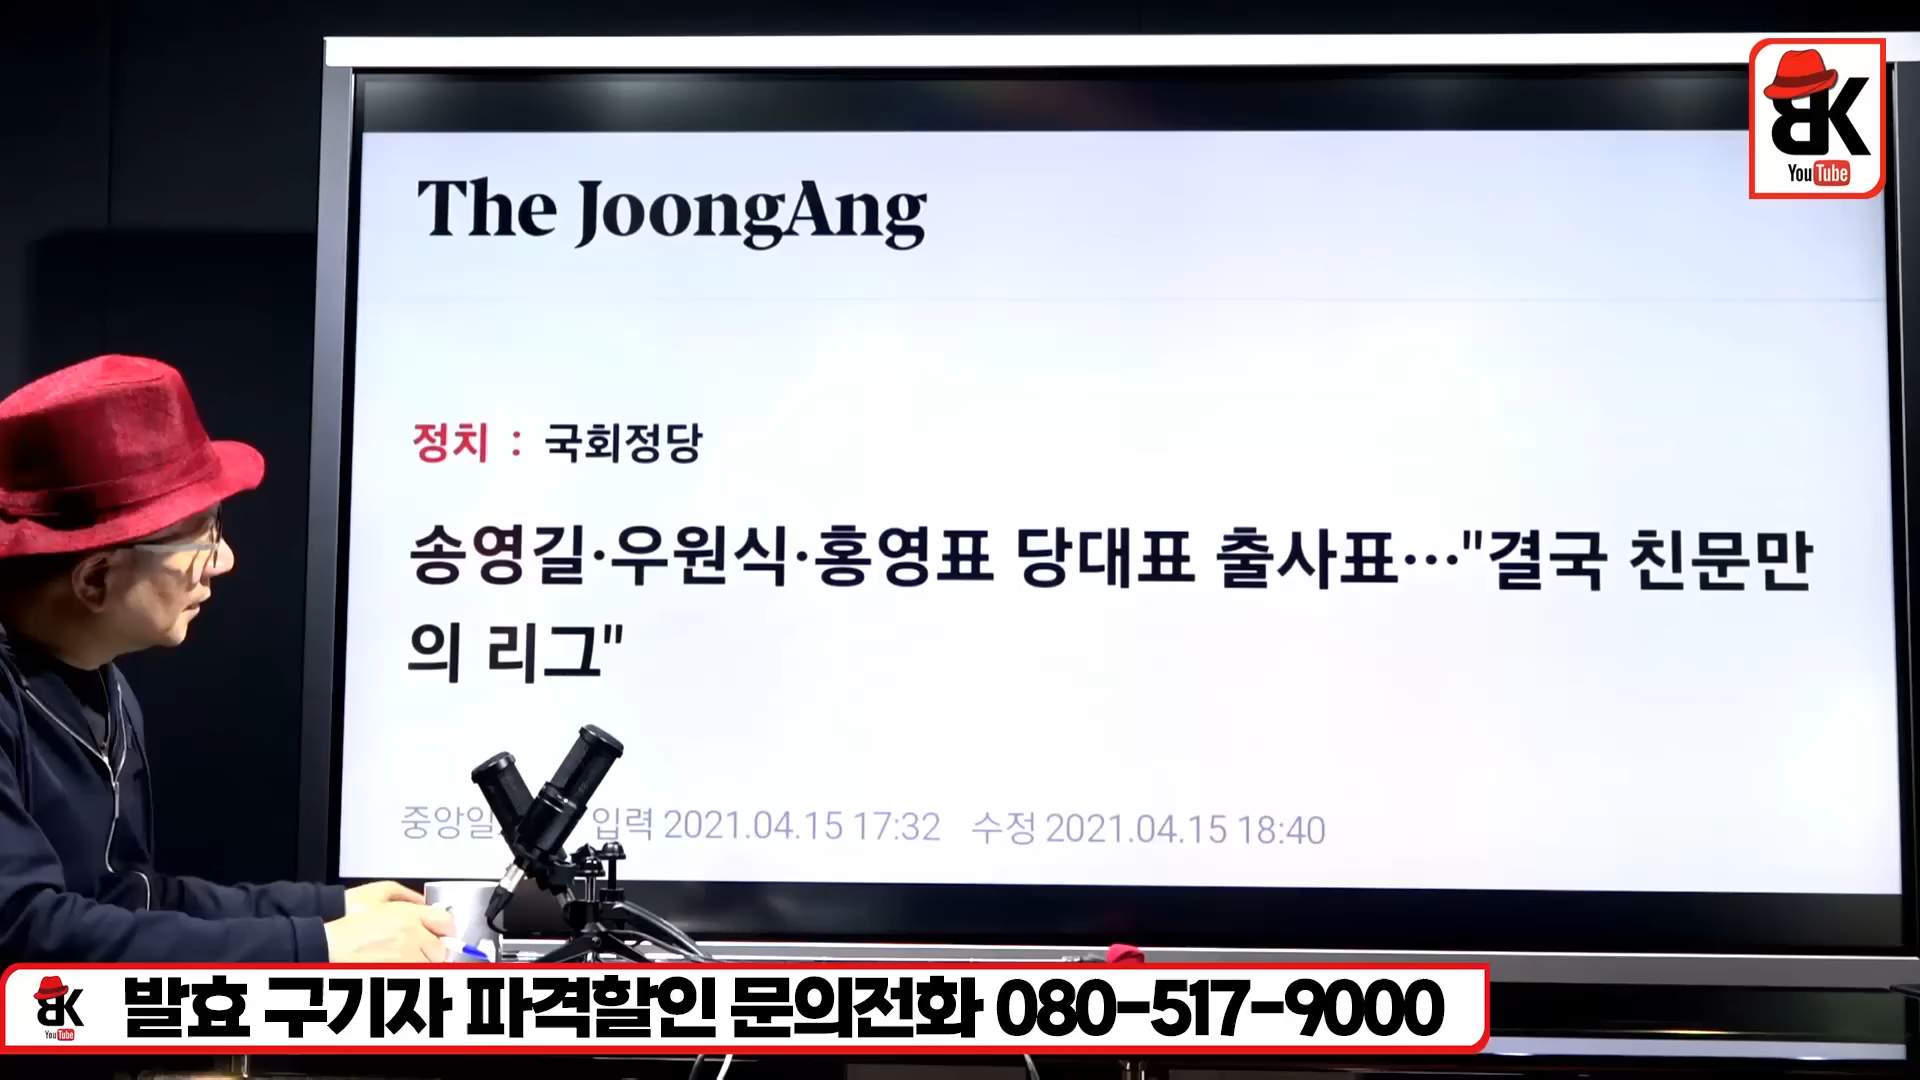 The JoongAng
BK
YouTube
정치 : 국회정당
송영길·우원식·홍영표 당대표 출사표…"결국 친문만
의 리그"
입력 2021.04.15 17:32 수정 2021.04.15 18:40
BK
YouTube
발효 구기자 파격할인 문의전화 080-517-9000